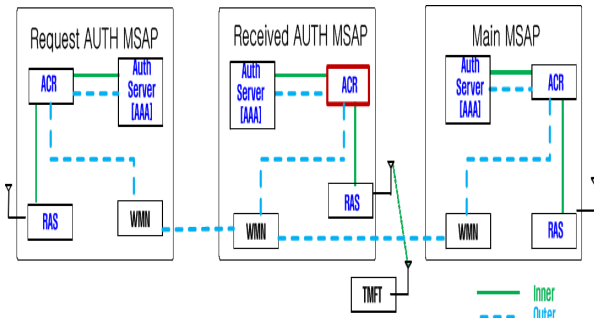 Request AUTH MSAP
ACR
Auth
Server
[AAA]
RAS
WMN
Received AUTH MSAP
Auth
Server
[AAA]
ACR
RAS
WMN
Main MSAP
Auth
Server
[AAA]
ACR
WMN
RAS
TMFT
Inner
Outer